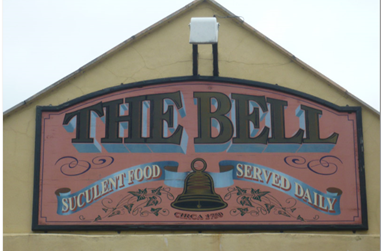 THE BELL
SUCULENT FOOD SERVED DAILY
CIRCA